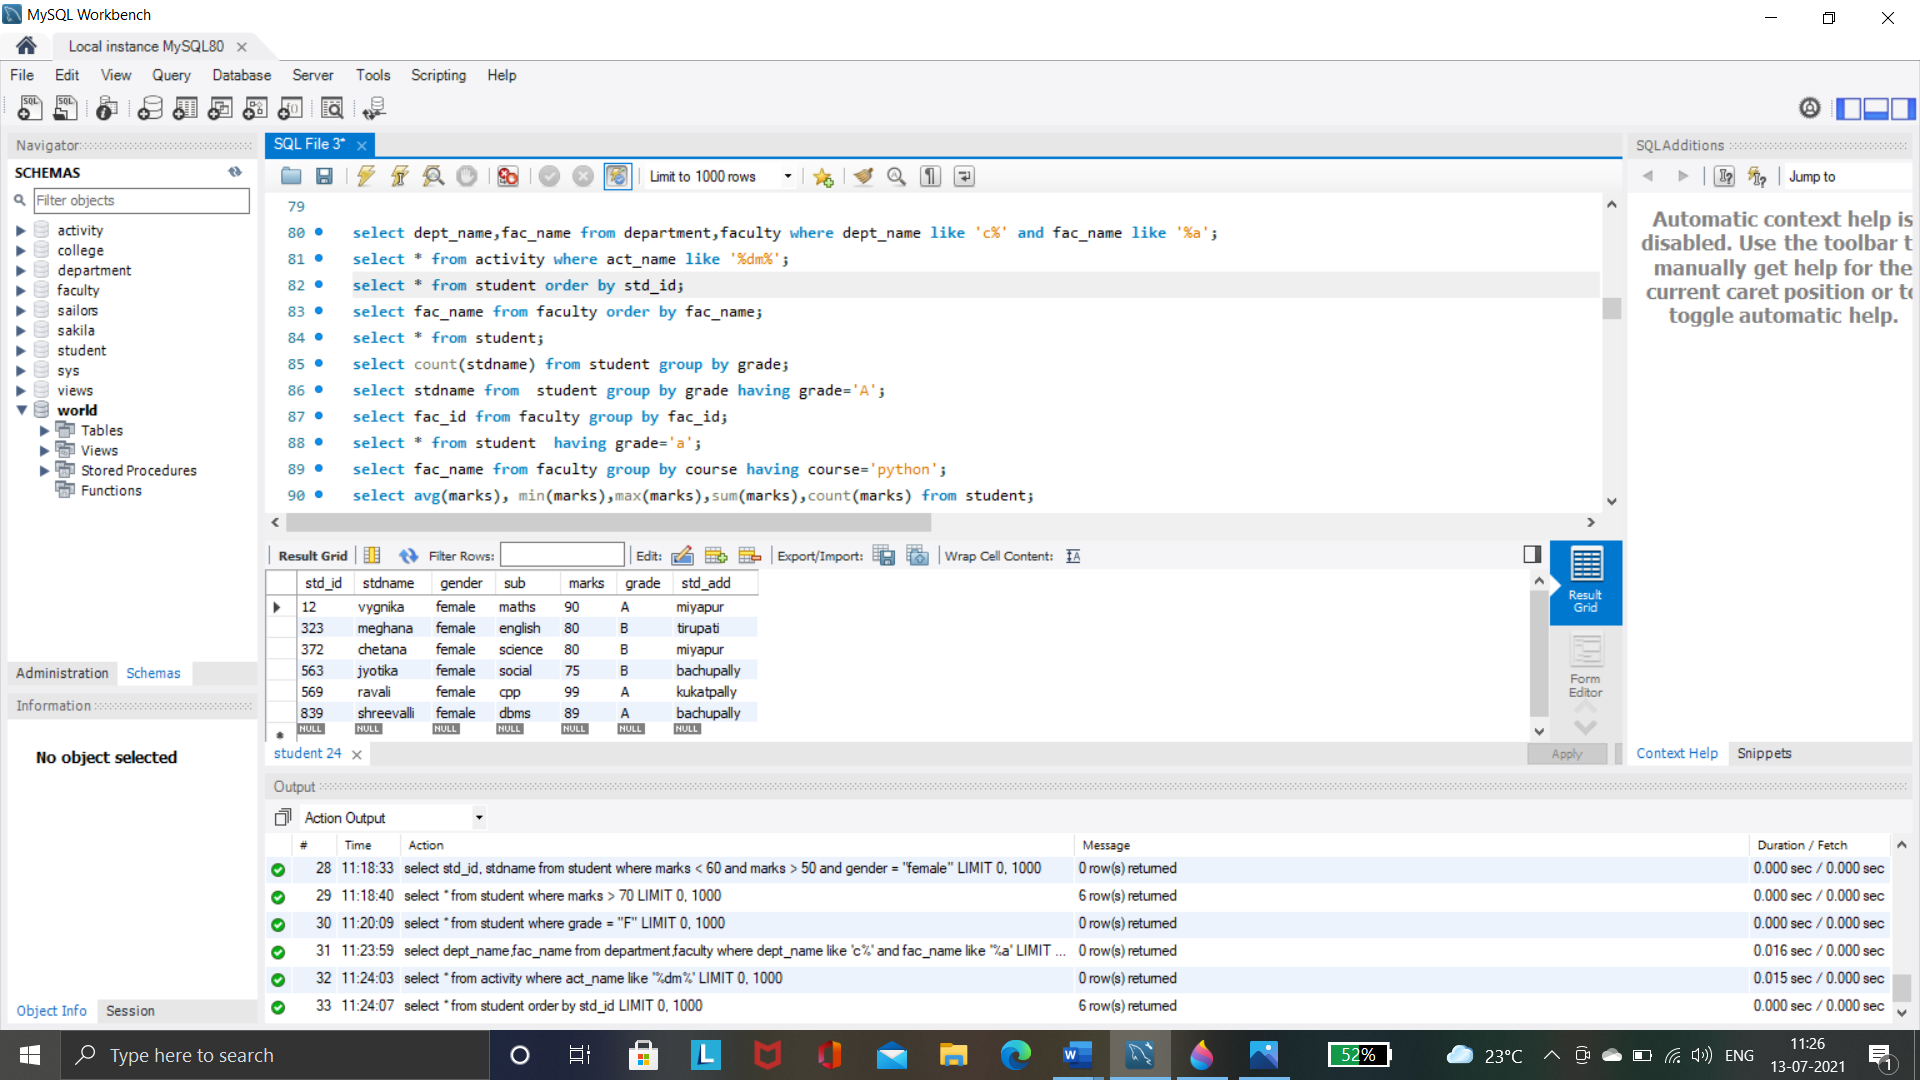 MySQL Workbench
Local instance MySQL80
File Edit View Query Database Server Tools Scripting Help
Navigator
SCHEMAS
Filter objects
activity
college
department
faculty
sailors
sakila
student
sys
views
world
Tables
Views
Stored Procedures
Functions
Administration Schemas
Information
No object selected
Object Info Session
SQL File 3*
Limit to 1000 rows
79
80 select dept_name,fac_name from department,faculty where dept_name like 'c%' and fac_name like '%a';
81 select * from activity where act_name like '%dm%';
82 select * from student order by std_id;
83 select fac_name from faculty order by fac_name;
84 select * from student;
85 select count(stdname) from student group by grade;
86 select stdname from  student group by grade having grade='A';
87 select fac_id from faculty group by fac_id;
88 select * from student  having grade='a';
89 select fac_name from faculty group by course having course='python';
90 select avg(marks), min(marks),max(marks),sum(marks),count(marks) from student;
Result Grid Filter Rows: Edit: Export/Import: Wrap Cell Content:
std_id stdname gender sub marks grade std_add
12 vygnika female maths 90 A miyapur
323 meghana female english 80 B tirupati
372 chetana female science 80 B miyapur
563 jyotika female social 75 B bachupally
569 ravali female cpp 99 A kukatpally
839 shreevalli female dbms 89 A bachupally
NULL NULL NULL NULL NULL NULL NULL
Result
Grid
Form
Editor
student 24
Apply
SQLAdditions
Jump to
Automatic context help is
disabled. Use the toolbar t
manually get help for the
current caret position or to
toggle automatic help.
Context Help Snippets
Output
Action Output
# Time Action Message Duration / Fetch
28 11:18:33 select std_id, stdname from student where marks < 60 and marks > 50 and gender = "female" LIMIT 0, 1000 0 row(s) returned 0.000 sec / 0.000 sec
29 11:18:40 select * from student where marks > 70 LIMIT 0, 1000 6 row(s) returned 0.000 sec / 0.000 sec
30 11:20:09 select * from student where grade = "F" LIMIT 0, 1000 0 row(s) returned 0.000 sec / 0.000 sec
31 11:23:59 select dept_name,fac_name from department,faculty where dept_name like 'c%' and fac_name like '%a' LIMIT ... 0 row(s) returned 0.016 sec / 0.000 sec
32 11:24:03 select * from activity where act_name like '%dm%' LIMIT 0, 1000 0 row(s) returned 0.015 sec / 0.000 sec
33 11:24:07 select * from student order by std_id LIMIT 0, 1000 6 row(s) returned 0.000 sec / 0.000 sec
Type here to search
52%
23°C
ENG
11:26
13-07-2021
1